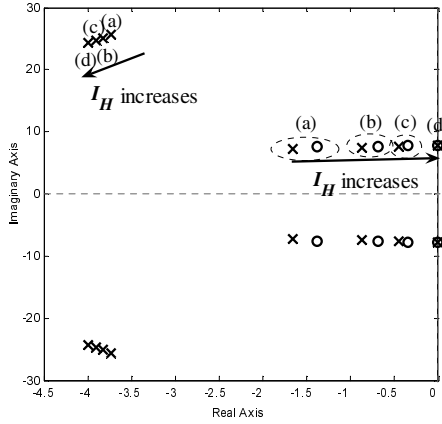 30
20
10
0
-10
-20
-30
Imaginary Axis
(c) (a)
(d) (b)
I_H increases
(a) (b) (c) (d
I_H increases
-4.5 -4 -3.5 -3 -2.5 -2 -1.5 -1 -0.5 0
Real Axis